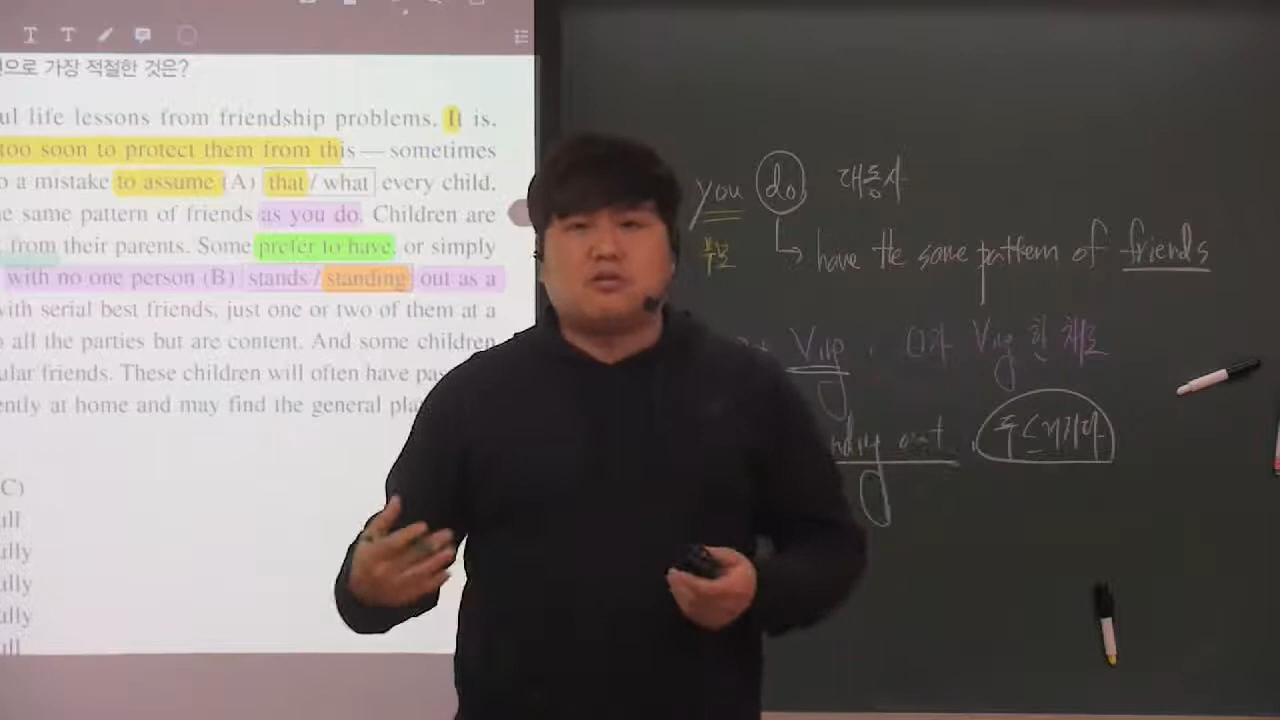 으로 가장 적절한 것은?
ul life lessons from friendship problems. It is,
too soon to protect them from this — sometimes
o a mistake to assume (A) that / what every child,
e same pattern of friends as you do. Children are
from their parents. Some prefer to have, or simply
with no one person (B) stands / standing out as a
with serial best friends, just one or two of them at a
o all the parties but are content. And some children
ular friends. These children will often have pa
ently at home and may find the general pla
C)
ull
ully
ully
ully
ull
you do 대동사
부모
have the same pattern of friends
Ving, O가 Ving 한 채로
nding out, 두드러지다